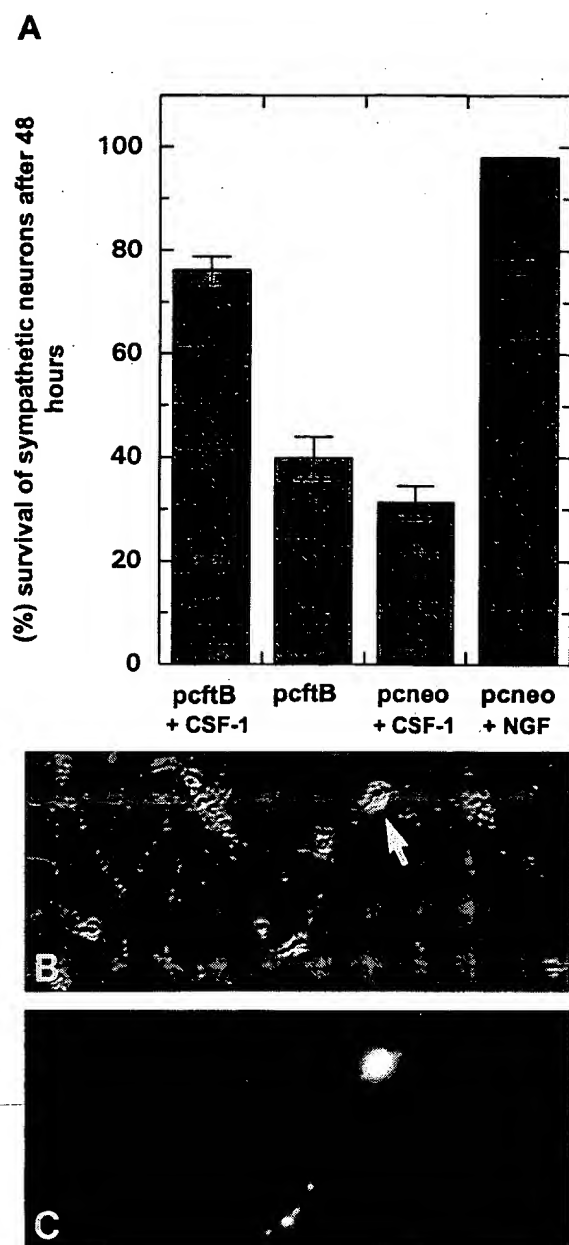 A
(%) survival of sympathetic neurons after 48
hours
100
80
60
40
20
0
pcftB
+ CSF-1
pcftB
pcneo
+ CSF-1
pcneo
+ NGF
B
C